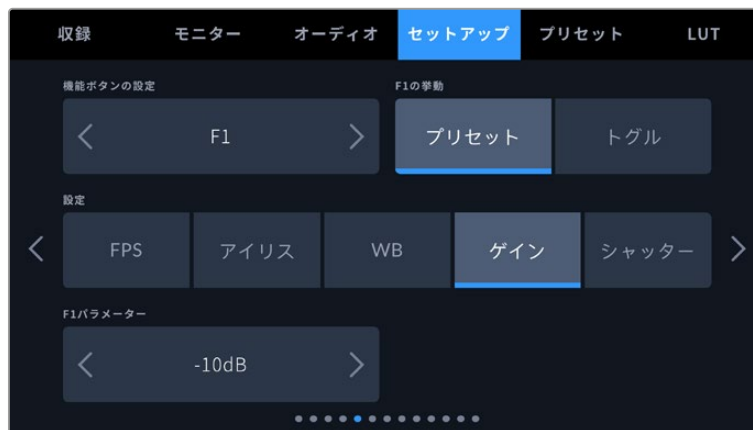 収録 モニター オーディオ セットアップ プリセット LUT
機能ボタンの設定 F1の挙動
F1 プリセット トグル
設定
FPS アイリス WB ゲイン シャッター
F1パラメーター
-10dB